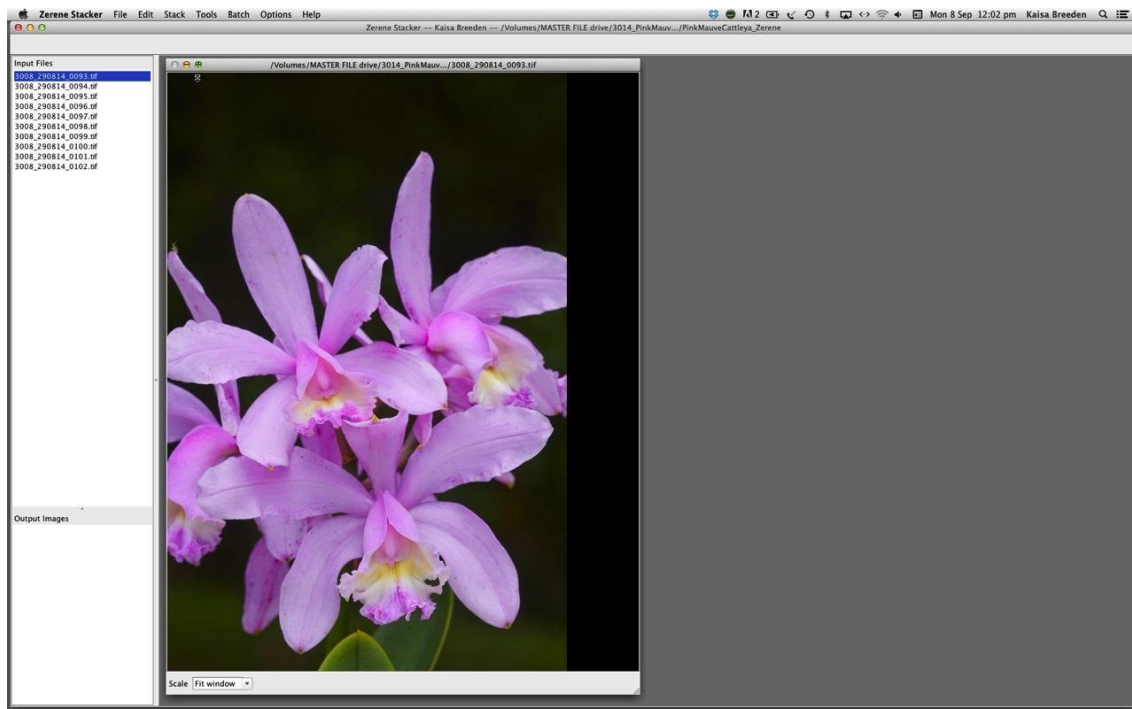 Zerene Stacker File Edit Stack Tools Batch Options Help 2 Mon 8 Sep 12:02 pm Kaisa Breeden
Zerene Stacker -- Kaisa Breeden -- /Volumes/MASTER FILE drive/3014_PinkMauv.../PinkMauveCattleya_Zerene
Input Files
3008_290814_0093.tif
3008_290814_0094.tif
3008_290814_0095.tif
3008_290814_0096.tif
3008_290814_0097.tif
3008_290814_0098.tif
3008_290814_0099.tif
3008_290814_0100.tif
3008_290814_0101.tif
3008_290814_0102.tif
Output Images
/Volumes/MASTER FILE drive/3014_PinkMauv.../3008_290814_0093.tif
Scale Fit window